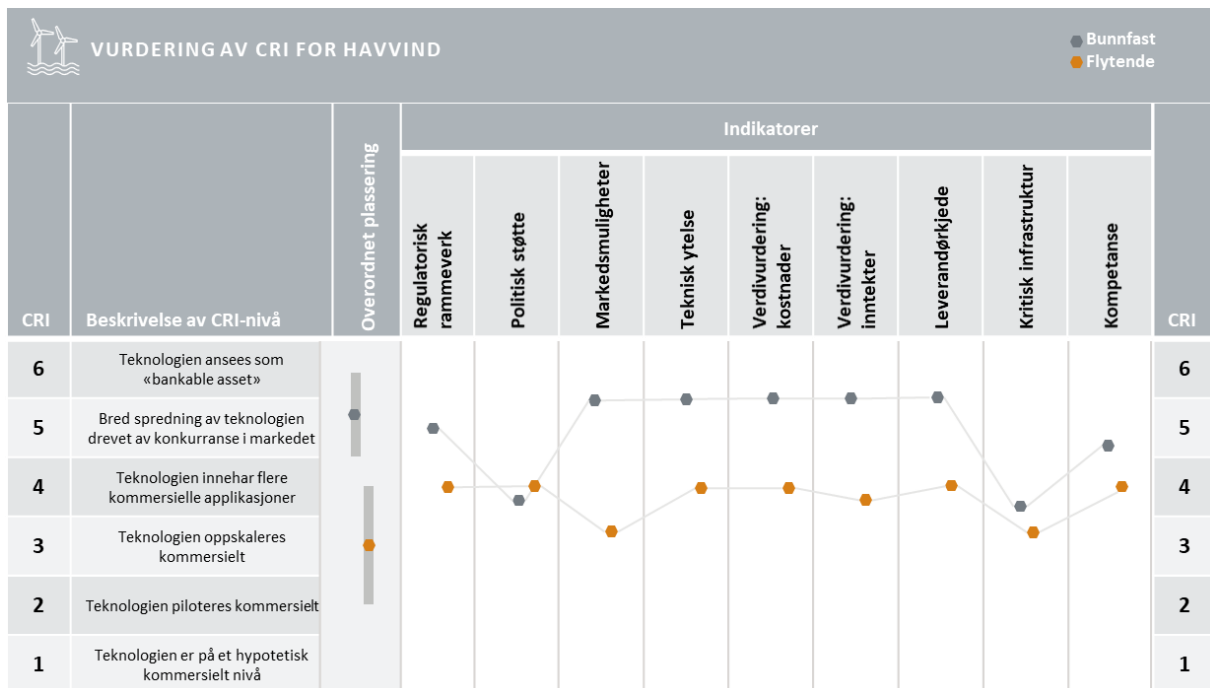 VURDERING AV CRI FOR HAVVIND
Bunnfast
Flytende
Indikatorer
CRI
Beskrivelse av CRI-nivå
Overordnet plassering
Regulatorisk
rammeverk
Politisk støtte
Markedsmuligheter
Teknisk ytelse
Verdivurdering:
kostnader
Verdivurdering:
inntekter
Leverandørkjede
Kritisk infrastruktur
Kompetanse
CRI
6
Teknologien ansees som
«bankable asset»
6
5
Bred spredning av teknologien
drevet av konkurranse i markedet
5
4
Teknologien innehar flere
kommersielle applikasjoner
4
3
Teknologien oppskaleres
kommersielt
3
2
Teknologien piloteres kommersielt
2
1
Teknologien er på et hypotetisk
kommersielt nivå
1